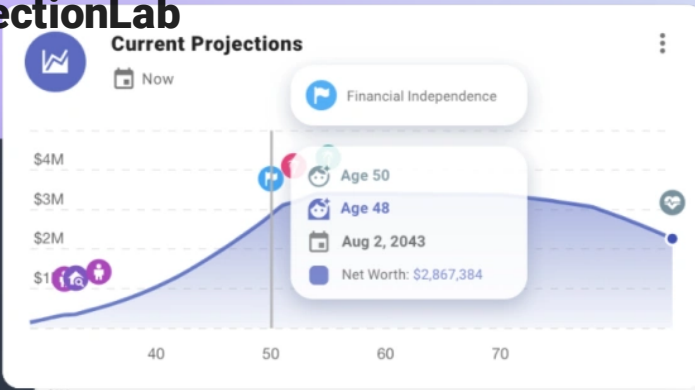 ectionLab
Current Projections
Now
Financial Independence
$4M
Age 50
$3M
Age 48
$2M
Aug 2, 2043
$1
Net Worth: $2,867,384
40 50 60 70